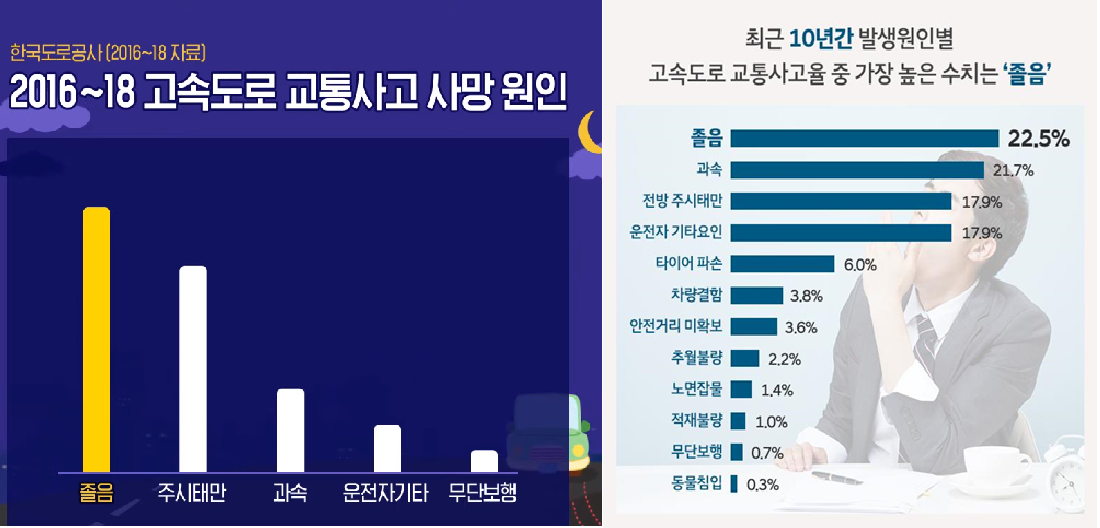 한국도로공사 (2016~18 자료)
2016~18 고속도로 교통사고 사망 원인
졸음 주시태만 과속 운전자기타 무단보행
최근 10년간 발생원인별
고속도로 교통사고율 중 가장 높은 수치는 ‘졸음’
졸음 22.5%
과속 21.7%
전방 주시태만 17.9%
운전자 기타요인 17.9%
타이어 파손 6.0%
차량결함 3.8%
안전거리 미확보 3.6%
추월불량 2.2%
노면잡물 1.4%
적재불량 1.0%
무단보행 0.7%
동물침입 0.3%